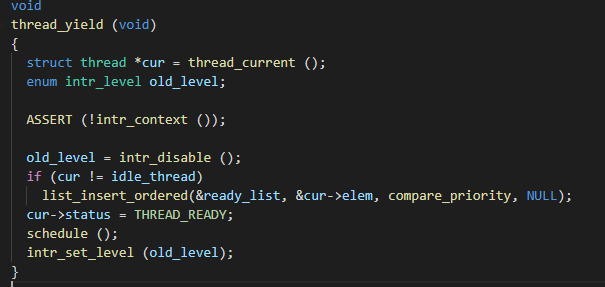 void
thread_yield (void)
{
  struct thread *cur = thread_current ();
  enum intr_level old_level;

  ASSERT (!intr_context ());

  old_level = intr_disable ();
  if (cur != idle_thread)
    list_insert_ordered(&ready_list, &cur->elem, compare_priority, NULL);
  cur->status = THREAD_READY;
  schedule ();
  intr_set_level (old_level);
}